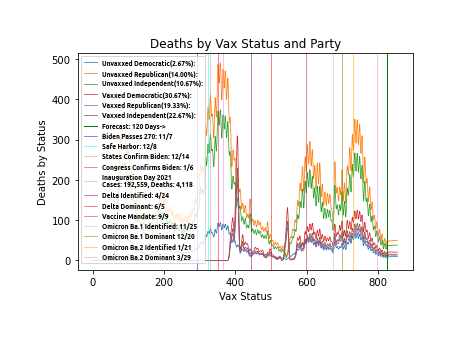 Deaths by Vax Status and Party
500
400
300
200
100
0
Deaths by Status
Unvaxxed Democratic(2.67%):
Unvaxxed Republican(14.00%):
Unvaxxed Independent(10.67%):
Vaxxed Democratic(30.67%):
Vaxxed Republican(19.33%):
Vaxxed Independent(22.67%):
Forecast: 120 Days->
Biden Passes 270: 11/7
Safe Harbor: 12/8
States Confirm Biden: 12/14
Congress Confirms Biden: 1/6
Inauguration Day 2021
Cases: 192,559, Deaths: 4,118
Delta Identified: 4/24
Delta Dominant: 6/5
Vaccine Mandate: 9/9
Omicron Ba.1 Identified: 11/25
Omicron Ba.1 Dominant 12/20
Omicron Ba.2 Identified 1/21
Omicron Ba.2 Dominant 3/29
0 200 400 600 800
Vax Status